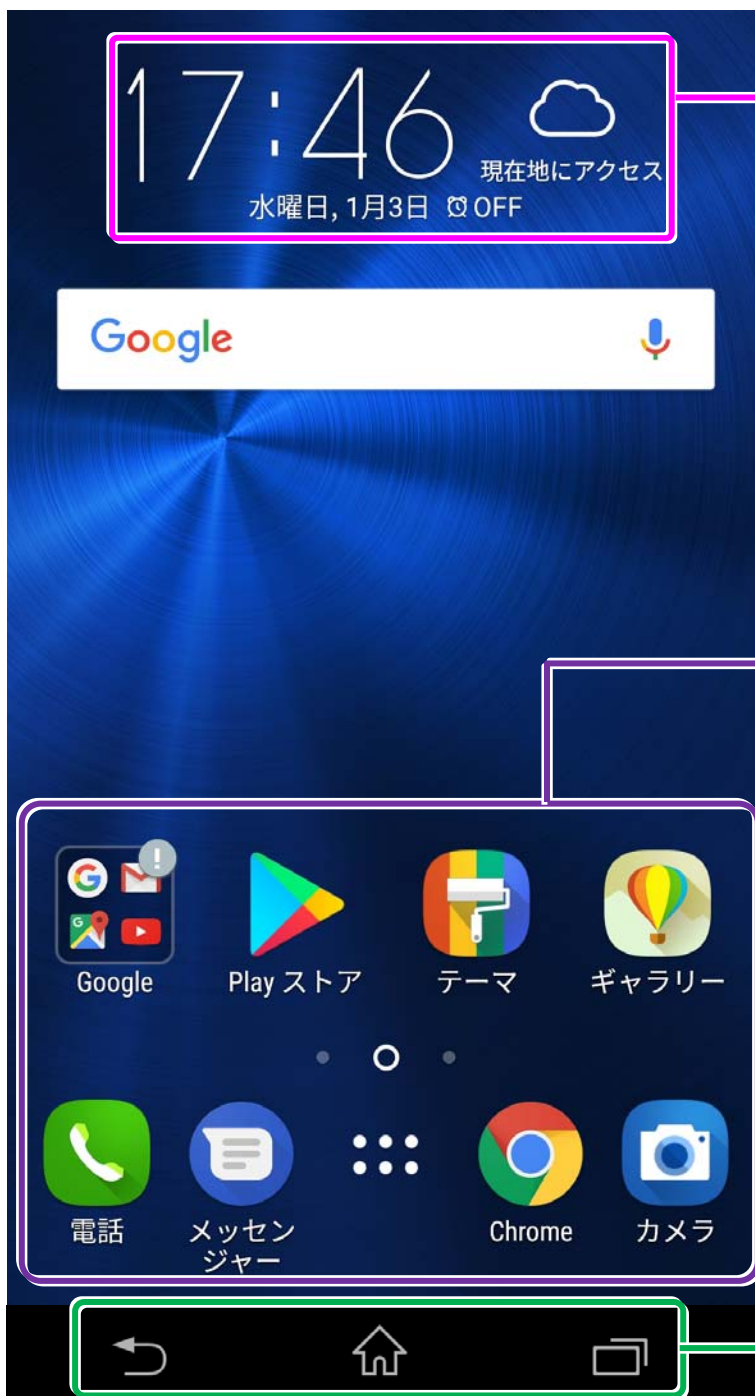 17:46
現在地にアクセス
水曜日, 1月3日 OFF
Google
Google
Play ストア
テーマ
ギャラリー
電話
メッセン
ジャー
Chrome
カメラ